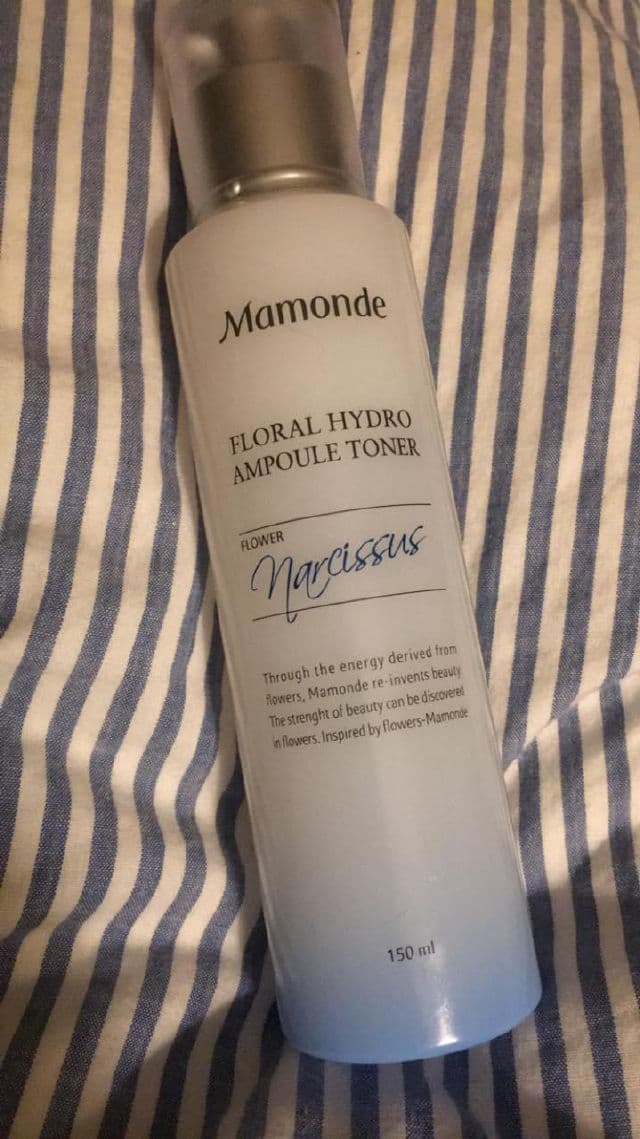 Mamonde
FLORAL HYDRO
AMPOULE TONER
FLOWER
Narcissus
Through the energy derived from
flowers, Mamonde re-invents beauty
The strenght of beauty can be discovered
in flowers. Inspired by flowers-Mamonde
150 ml